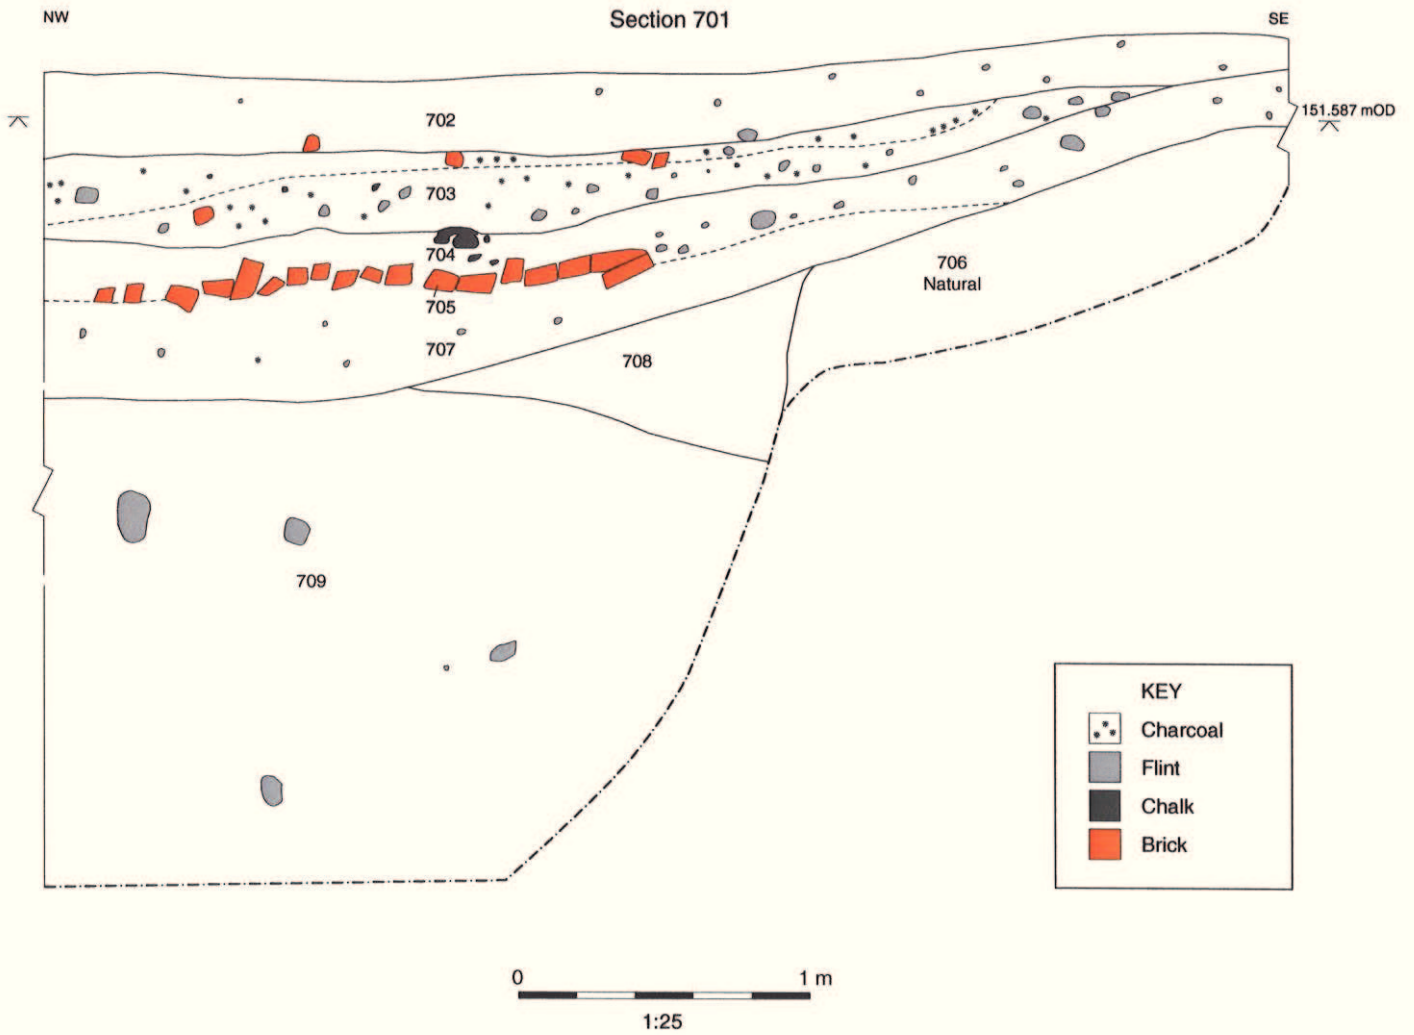 NW
Section 701
SE
151.587 mOD
702
703
704
705
706
Natural
707
708
709
KEY
Charcoal
Flint
Chalk
Brick
0
1 m
1:25